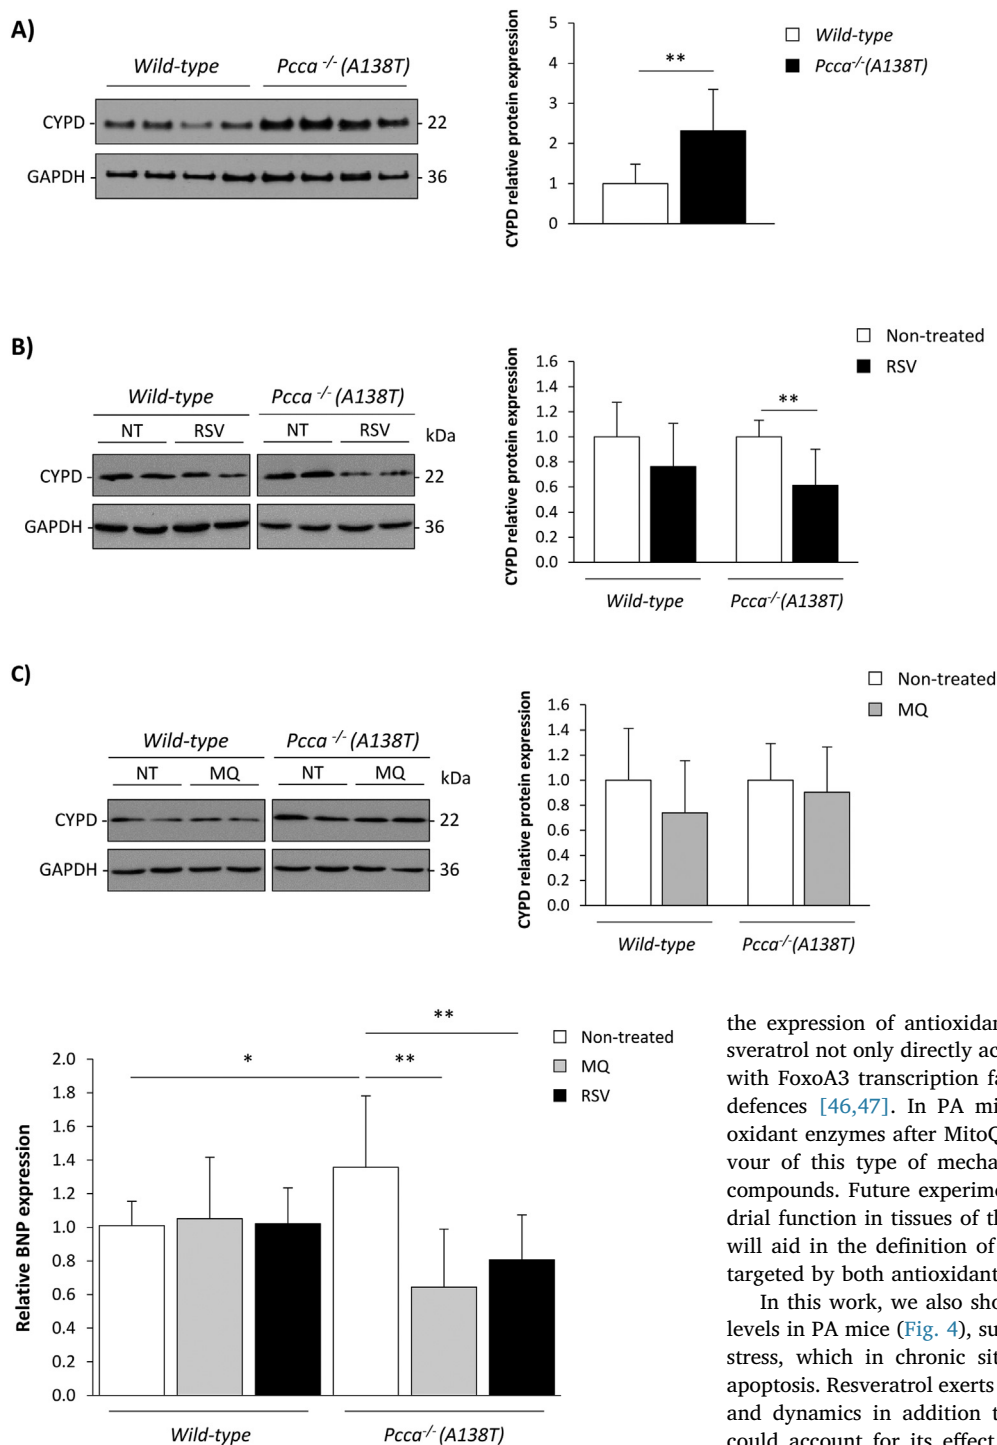 A)
Wild-type Pcca -/- (A138T)
CYPD 22
GAPDH 36
CYPD relative protein expression
5
4
3
2
1
0
**
Wild-type
Pcca-/-(A138T)
B)
Wild-type Pcca -/- (A138T)
NT RSV NT RSV kDa
CYPD 22
GAPDH 36
CYPD relative protein expression
1.6
1.4
1.2
1.0
0.8
0.6
0.4
0.2
0.0
**
Non-treated
RSV
Wild-type Pcca-/-(A138T)
C)
Wild-type Pcca -/- (A138T)
NT MQ NT MQ kDa
CYPD 22
GAPDH 36
CYPD relative protein expression
1.6
1.4
1.2
1.0
0.8
0.6
0.4
0.2
0.0
Non-treated
MQ
Wild-type Pcca-/-(A138T)
Relative BNP expression
2.0
1.8
1.6
1.4
1.2
1.0
0.8
0.6
0.4
0.2
0.0
*
**
**
Non-treated
MQ
RSV
Wild-type Pcca-/-(A138T)
the expression of antioxidan
sveratrol not only directly ac
with FoxoA3 transcription fa
defences [46,47]. In PA mi
oxidant enzymes after MitoQ
vour of this type of mecha
compounds. Future experime
drial function in tissues of th
will aid in the definition of
targeted by both antioxidant
In this work, we also sho
levels in PA mice (Fig. 4), su
stress, which in chronic sit
apoptosis. Resveratrol exerts
and dynamics in addition t
could account for its effect